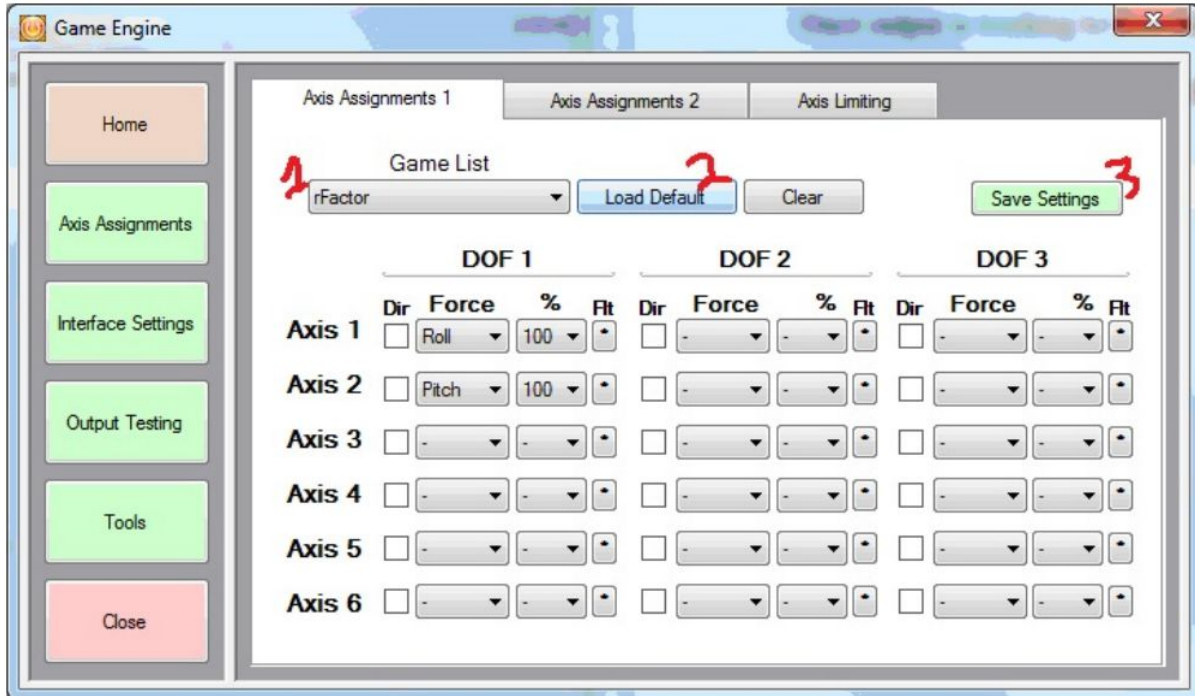 Game Engine
Home
Axis Assignments
Interface Settings
Output Testing
Tools
Close
Axis Assignments 1 Axis Assignments 2 Axis Limiting
Game List
1 rFactor 2 Load Default Clear 3 Save Settings
DOF 1 DOF 2 DOF 3
Dir Force % Flt Dir Force % Flt Dir Force % Flt
Axis 1 Roll 100 * - - * - - *
Axis 2 Pitch 100 * - - * - - *
Axis 3 - - * - - * - - *
Axis 4 - - * - - * - - *
Axis 5 - - * - - * - - *
Axis 6 - - * - - * - - *